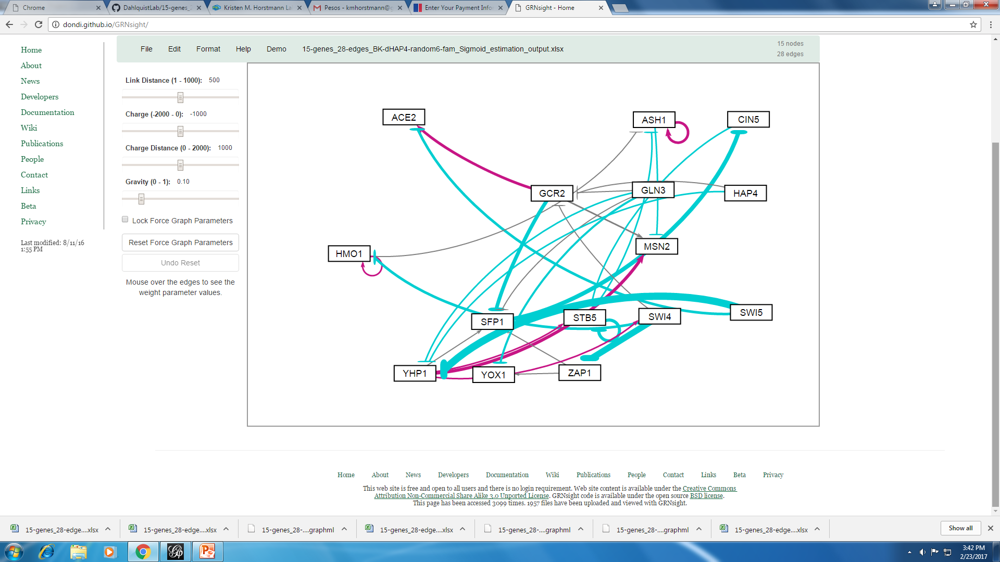 Chrome
DahlquistLab/15-genes_2
Kristen M. Horstmann La
Pesos - kmhorstmann@g
Enter Your Payment Info
GRNsight - Home
dondi.github.io/GRNsight/
Home
About
News
Developers
Documentation
Wiki
Publications
People
Contact
Links
Beta
Privacy
Last modified: 8/11/16
1:55 PM
File Edit Format Help Demo 15-genes_28-edges_BK-dHAP4-random6-fam_Sigmoid_estimation_output.xlsx
15 nodes
28 edges
Link Distance (1 - 1000): 500
Charge (-2000 - 0): -1000
Charge Distance (0 - 2000): 1000
Gravity (0 - 1): 0.10
Lock Force Graph Parameters
Reset Force Graph Parameters
Undo Reset
Mouse over the edges to see the
weight parameter values.
ACE2
ASH1
CIN5
GCR2
GLN3
HAP4
HMO1
MSN2
SFP1
STB5
SWI4
SWI5
YHP1
YOX1
ZAP1
Home About News Developers Documentation Wiki Publications People Contact Links Beta Privacy
This web site is free and open to all users and there is no login requirement. Web site content is available under the Creative Commons
Attribution Non-Commercial Share Alike 3.0 Unported License. GRNsight code is available under the open source BSD license.
This page has been accessed 3099 times. 1957 files have been uploaded and viewed with GRNsight.
15-genes_28-edge....xlsx
15-genes_28-edge....xlsx
15-genes_28-....graphml
15-genes_28-edge....xlsx
15-genes_28-....graphml
15-genes_28-....graphml
15-genes_28-edge....xlsx
Show all
3:42 PM
2/23/2017